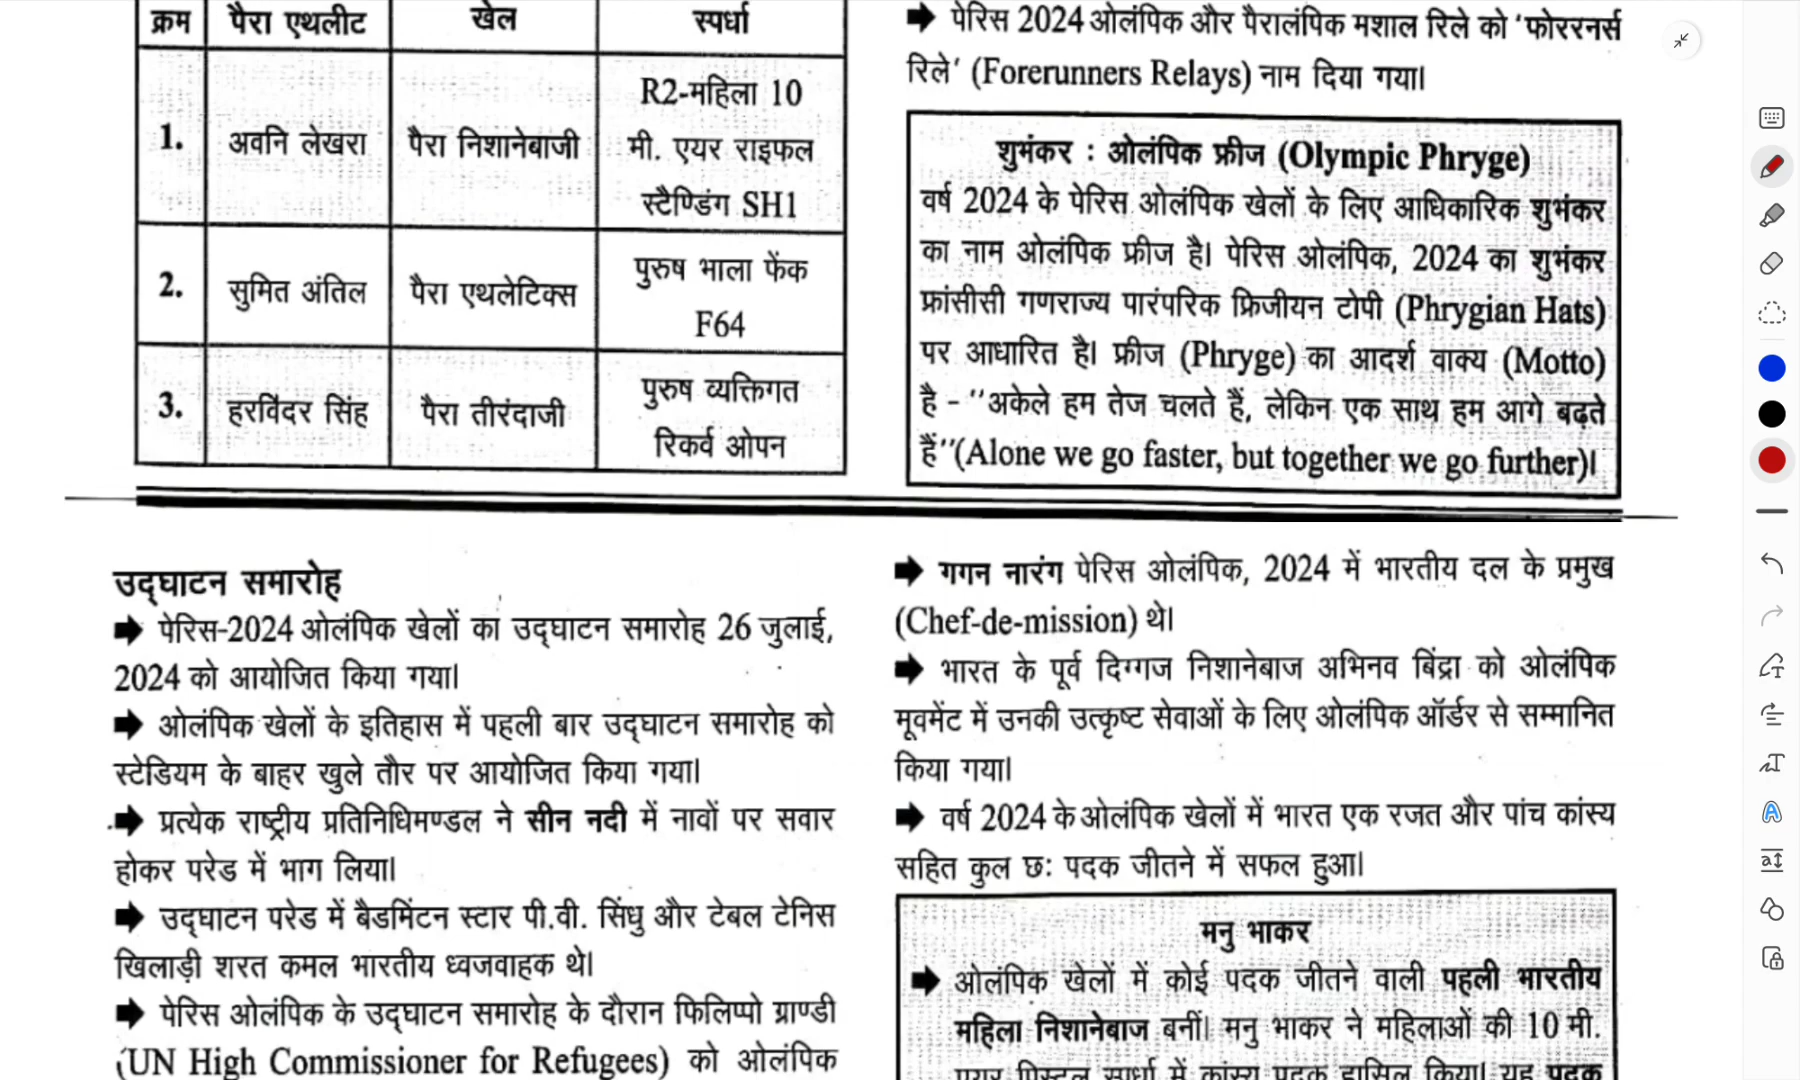 क्रम पैरा एथलीट खेल स्पर्धा
1. अवनि लेखरा पैरा निशानेबाजी R2-महिला 10
मी. एयर राइफल
स्टैण्डिंग SH1
2. सुमित अंतिल पैरा एथलेटिक्स पुरुष भाला फेंक
F64
3. हरविंदर सिंह पैरा तीरंदाजी पुरुष व्यक्तिगत
रिकर्व ओपन
➡ पेरिस 2024 ओलंपिक और पैरालंपिक मशाल रिले को 'फोररनर्स
रिले' (Forerunners Relays) नाम दिया गया।
शुभंकर : ओलंपिक फ्रीज (Olympic Phryge)
वर्ष 2024 के पेरिस ओलंपिक खेलों के लिए आधिकारिक शुभंकर
का नाम ओलंपिक फ्रीज है। पेरिस ओलंपिक, 2024 का शुभंकर
फ्रांसीसी गणराज्य पारंपरिक फ्रिजीयन टोपी (Phrygian Hats)
पर आधारित है। फ्रीज (Phryge) का आदर्श वाक्य (Motto)
है - "अकेले हम तेज चलते हैं, लेकिन एक साथ हम आगे बढ़ते
हैं"(Alone we go faster, but together we go further)।
उद्घाटन समारोह
➡ पेरिस-2024 ओलंपिक खेलों का उद्घाटन समारोह 26 जुलाई,
2024 को आयोजित किया गया।
➡ ओलंपिक खेलों के इतिहास में पहली बार उद्घाटन समारोह को
स्टेडियम के बाहर खुले तौर पर आयोजित किया गया।
➡ प्रत्येक राष्ट्रीय प्रतिनिधिमण्डल ने सीन नदी में नावों पर सवार
होकर परेड में भाग लिया।
➡ उद्घाटन परेड में बैडमिंटन स्टार पी.वी. सिंधु और टेबल टेनिस
खिलाड़ी शरत कमल भारतीय ध्वजवाहक थे।
➡ पेरिस ओलंपिक के उद्घाटन समारोह के दौरान फिलिप्पो ग्राण्डी
(UN High Commissioner for Refugees) को ओलंपिक
➡ गगन नारंग पेरिस ओलंपिक, 2024 में भारतीय दल के प्रमुख
(Chef-de-mission) थे।
➡ भारत के पूर्व दिग्गज निशानेबाज अभिनव बिंद्रा को ओलंपिक
मूवमेंट में उनकी उत्कृष्ट सेवाओं के लिए ओलंपिक ऑर्डर से सम्मानित
किया गया।
➡ वर्ष 2024 के ओलंपिक खेलों में भारत एक रजत और पांच कांस्य
सहित कुल छः पदक जीतने में सफल हुआ।
मनु भाकर
➡ ओलंपिक खेलों में कोई पदक जीतने वाली पहली भारतीय
महिला निशानेबाज बनीं। मनु भाकर ने महिलाओं की 10 मी.
एयर पिस्टल स्पर्धा में कांस्य पदक हासिल किया। यह पदक